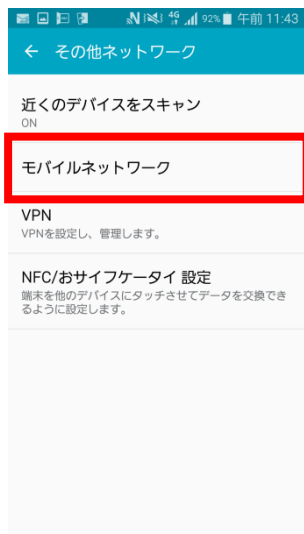 4G 92% 午前 11:43
← その他ネットワーク
近くのデバイスをスキャン
ON
モバイルネットワーク
VPN
VPNを設定し、管理します。
NFC/おサイフケータイ 設定
端末を他のデバイスにタッチさせてデータを交換でき
るように設定します。